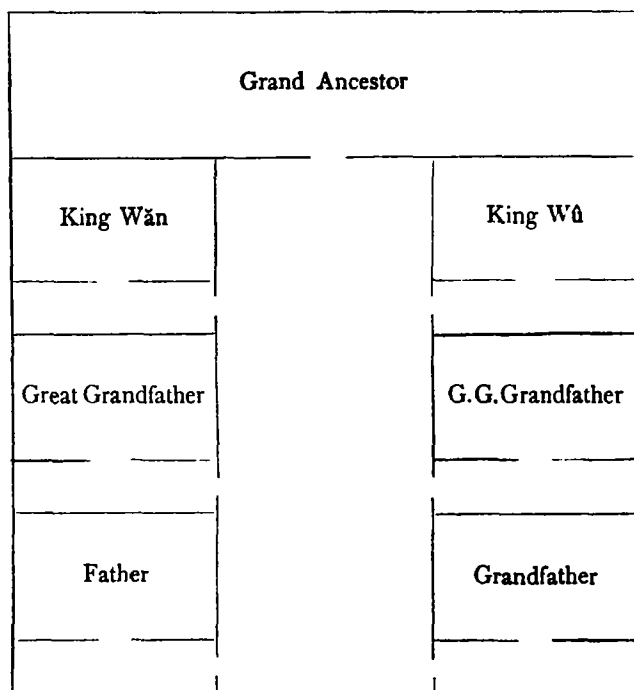 Grand Ancestor
King Wăn
King Wû
Great Grandfather
G.G.Grandfather
Father
Grandfather